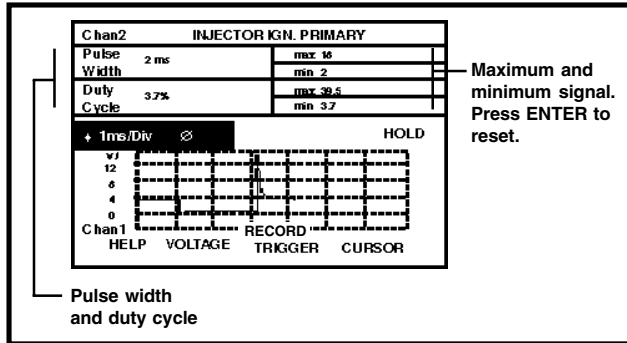 Chan2 INJECTOR IGN. PRIMARY
Pulse Width 2 ms max 16
min 2
Duty Cycle 3.7% max 39.5
min 3.7
1ms/Div Ø HOLD
12
8
4
0
Chan1 RECORD
HELP VOLTAGE TRIGGER CURSOR
Maximum and
minimum signal.
Press ENTER to
reset.
Pulse width
and duty cycle